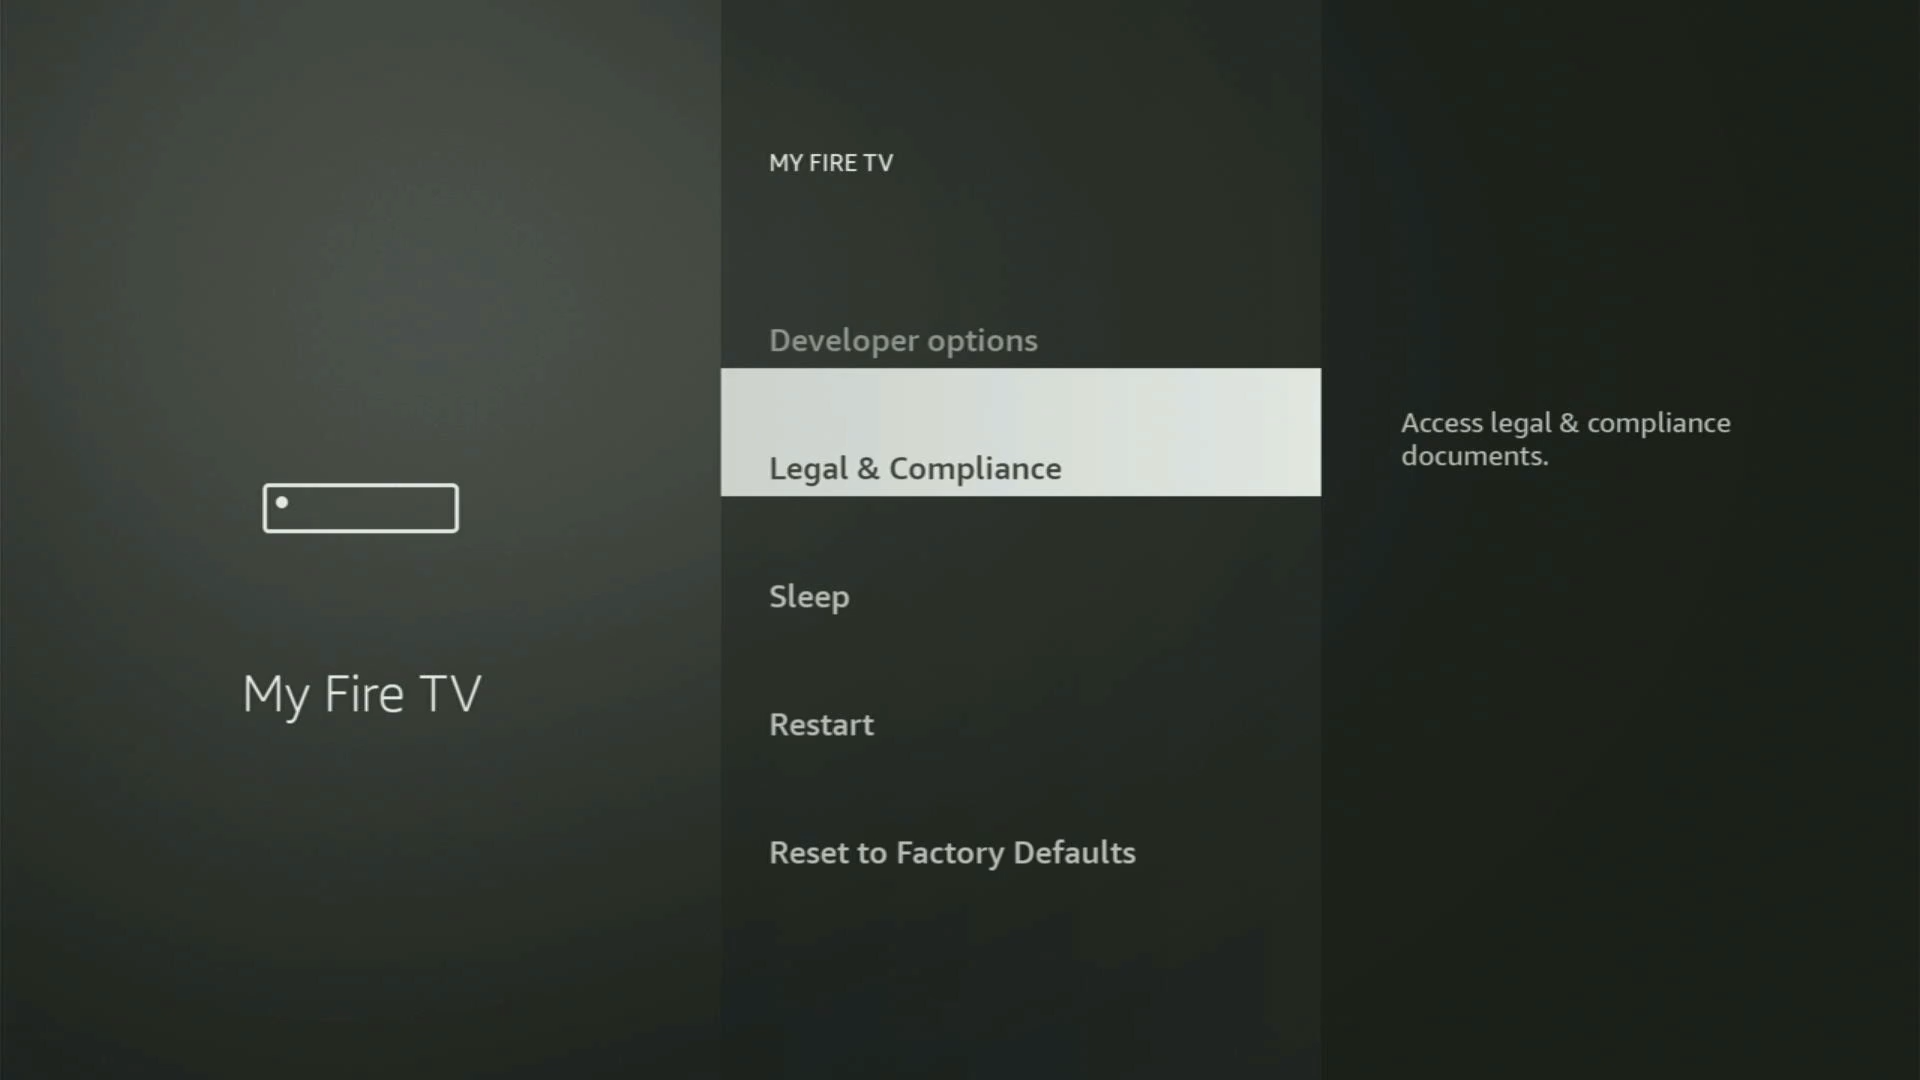 MY FIRE TV
Developer options
Legal & Compliance
Sleep
Restart
Reset to Factory Defaults
My Fire TV
Access legal & compliance
documents.